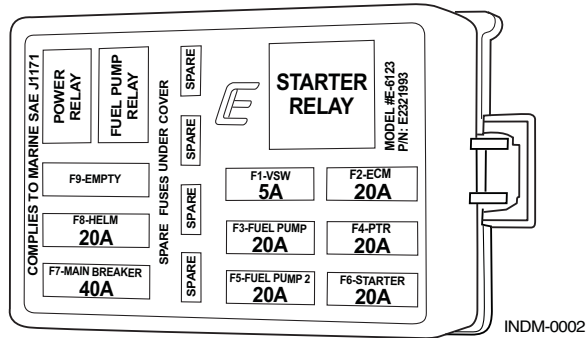 COMPLIES TO MARINE SAE J1171
POWER
RELAY
FUEL PUMP
RELAY
SPARE FUSES UNDER COVER
SPARE
SPARE
SPARE
SPARE
E
STARTER
RELAY
MODEL #E-6123
P/N: E2321993
F9-EMPTY
F1-VSW
5A
F2-ECM
20A
F8-HELM
20A
F3-FUEL PUMP
20A
F4-PTR
20A
F7-MAIN BREAKER
40A
F5-FUEL PUMP 2
20A
F6-STARTER
20A
INDM-0002